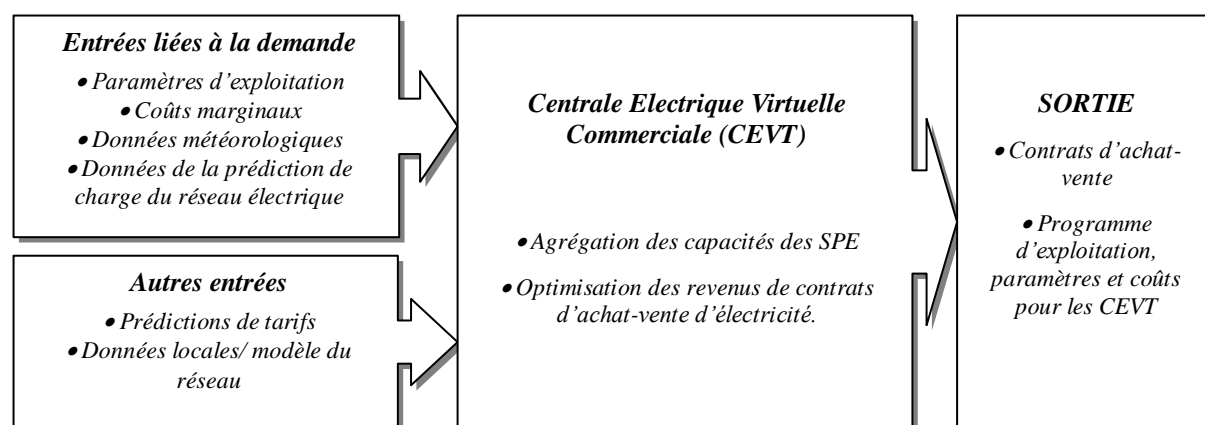 Entrées liées à la demande
• Paramètres d'exploitation
• Coûts marginaux
• Données météorologiques
• Données de la prédiction de
charge du réseau électrique
Autres entrées
• Prédictions de tarifs
• Données locales/ modèle du
réseau
Centrale Electrique Virtuelle
Commerciale (CEVT)
• Agrégation des capacités des SPE
• Optimisation des revenus de contrats
d'achat-vente d'électricité.
SORTIE
• Contrats d'achat-
vente
• Programme
d'exploitation,
paramètres et coûts
pour les CEVT